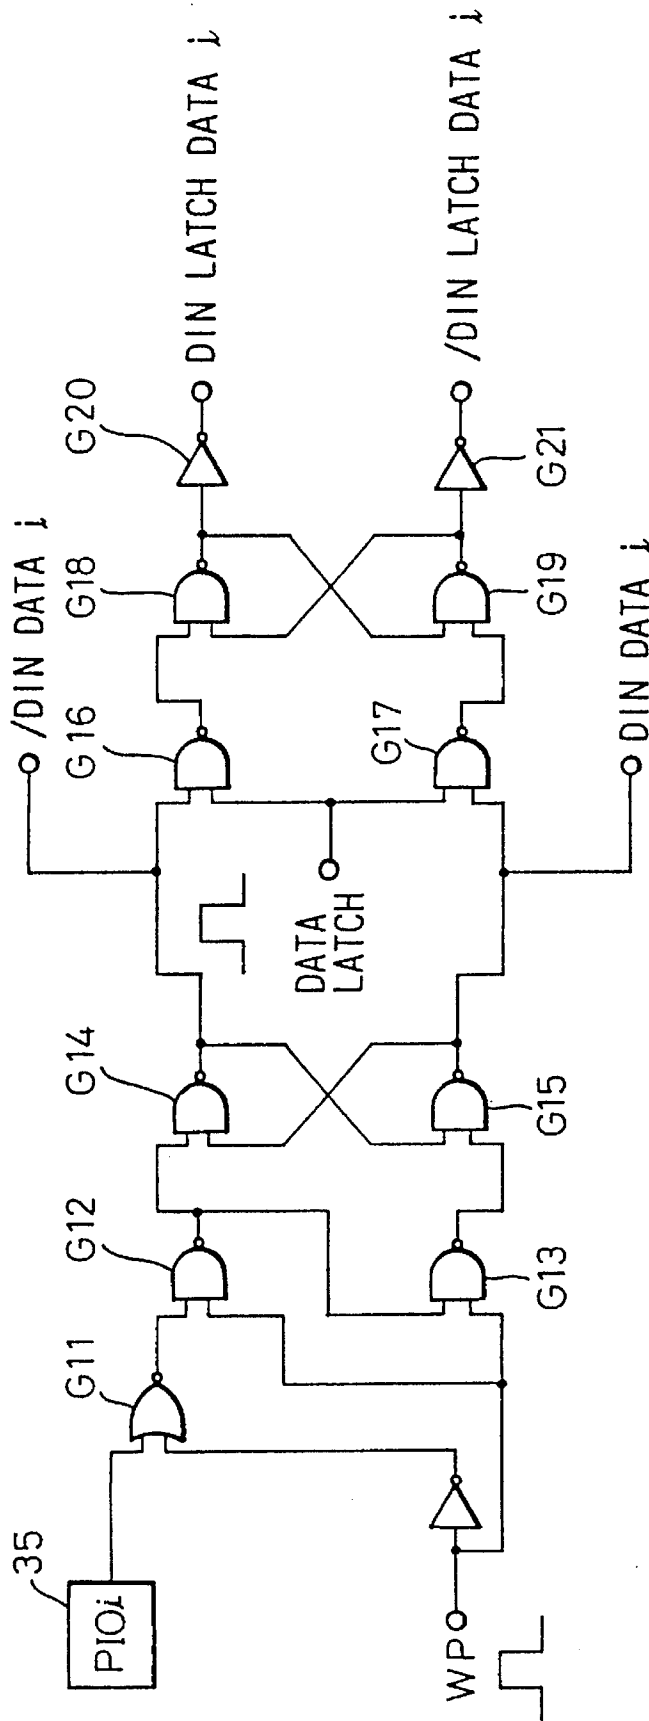 35
PIOi
WP
G11
G12
G13
G14
G15
/DIN DATA i
DATA
LATCH
G16
G17
DIN DATA i
G18
G19
G20
G21
DIN LATCH DATA i
/DIN LATCH DATA i